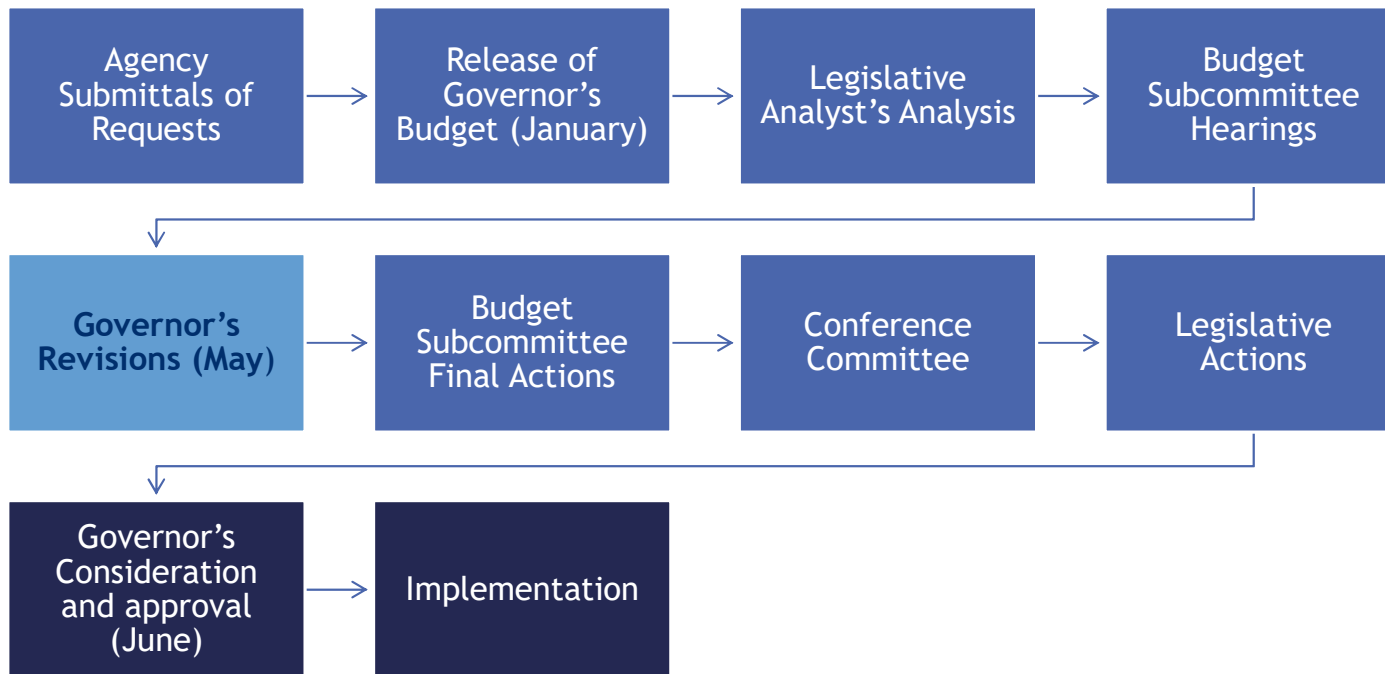 Agency
Submittals of
Requests
Release of
Governor’s
Budget (January)
Legislative
Analyst’s Analysis
Budget
Subcommittee
Hearings
Governor’s
Revisions (May)
Budget
Subcommittee
Final Actions
Conference
Committee
Legislative
Actions
Governor’s
Consideration
and approval
(June)
Implementation